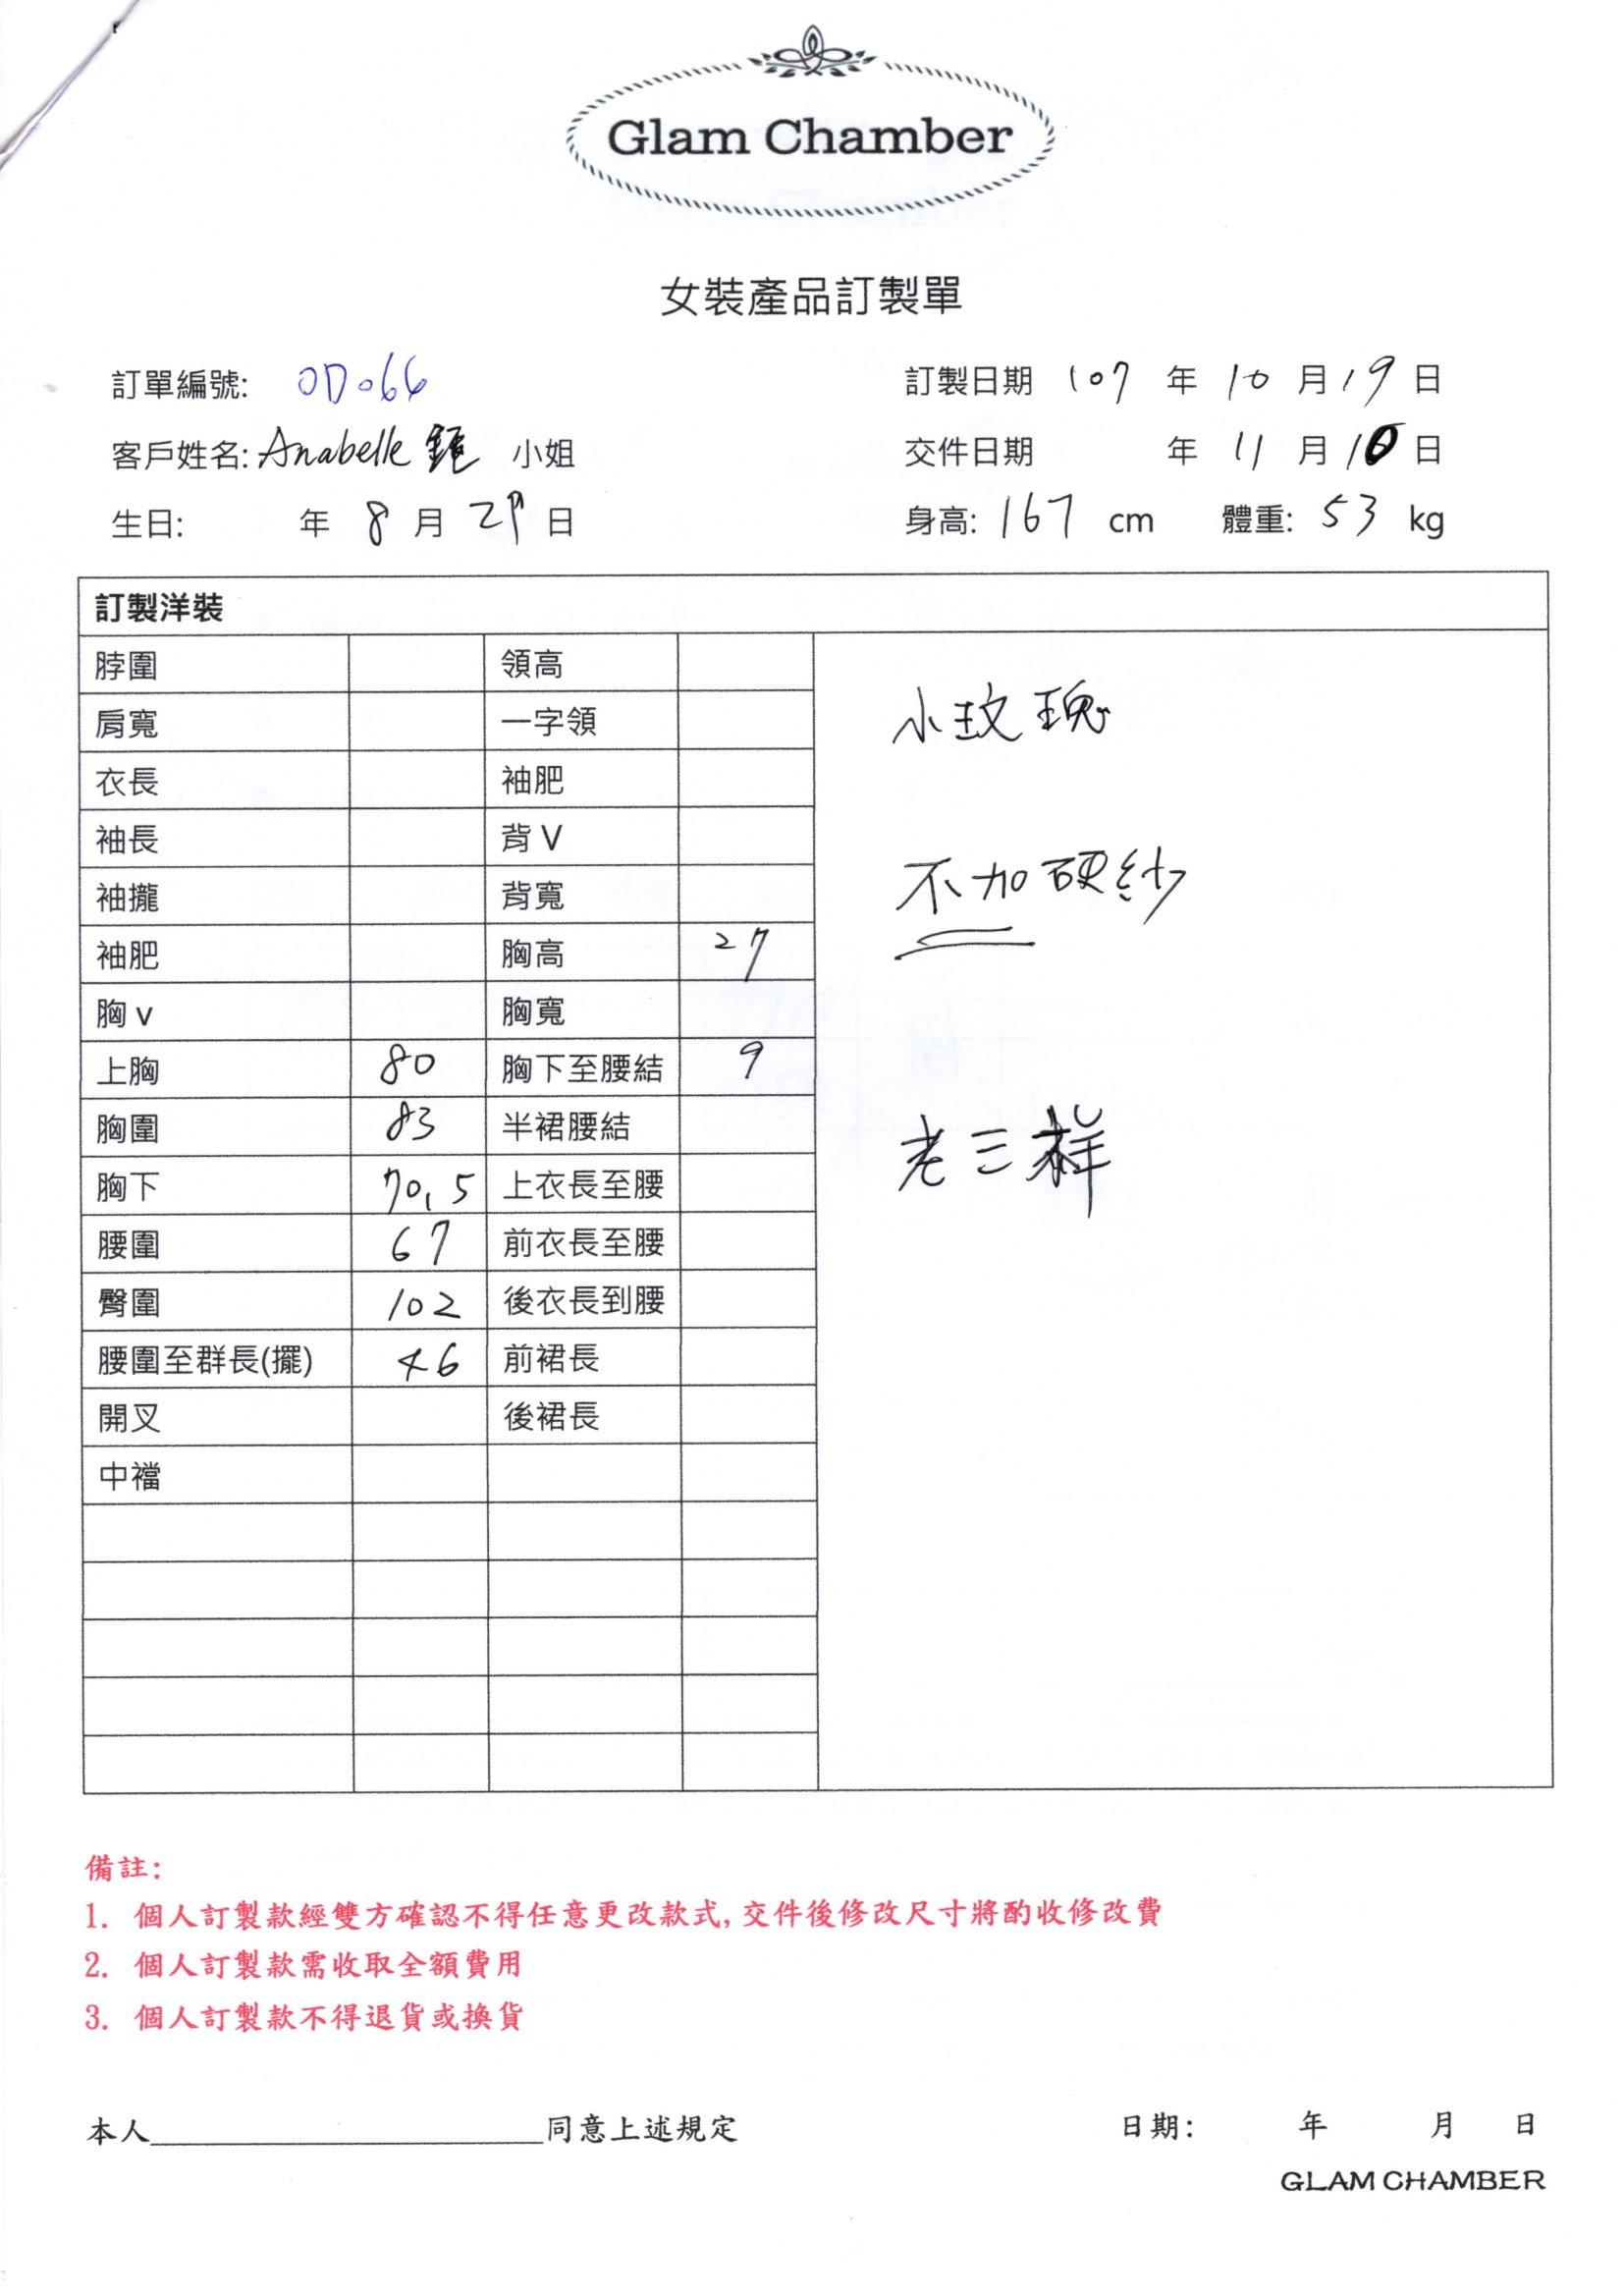 Glam Chamber
女裝產品訂製單
訂單編號: OD066 訂製日期 107 年 10 月 19 日
客戶姓名: Anabelle 小姐 交件日期 年 11 月 10 日
生日: 年 8 月 29 日 身高: 167 cm 體重: 53 kg
訂製洋裝
脖圍 領高
肩寬 一字領
衣長 袖肥
袖長 背 V
袖攏 背寬
袖肥 胸高 27
胸 v 胸寬
上胸 80 胸下至腰結 9
胸圍 83 半裙腰結
胸下 70.5 上衣長至腰
腰圍 67 前衣長至腰
臀圍 102 後衣長到腰
腰圍至群長(擺) 46 前裙長
開叉 後裙長
中襠
小玫瑰
不加硬紗
老三樣
備註:
1. 個人訂製款經雙方確認不得任意更改款式, 交件後修改尺寸將酌收修改費
2. 個人訂製款需收取全額費用
3. 個人訂製款不得退貨或換貨
本人____________________同意上述規定 日期: 年 月 日
GLAM CHAMBER